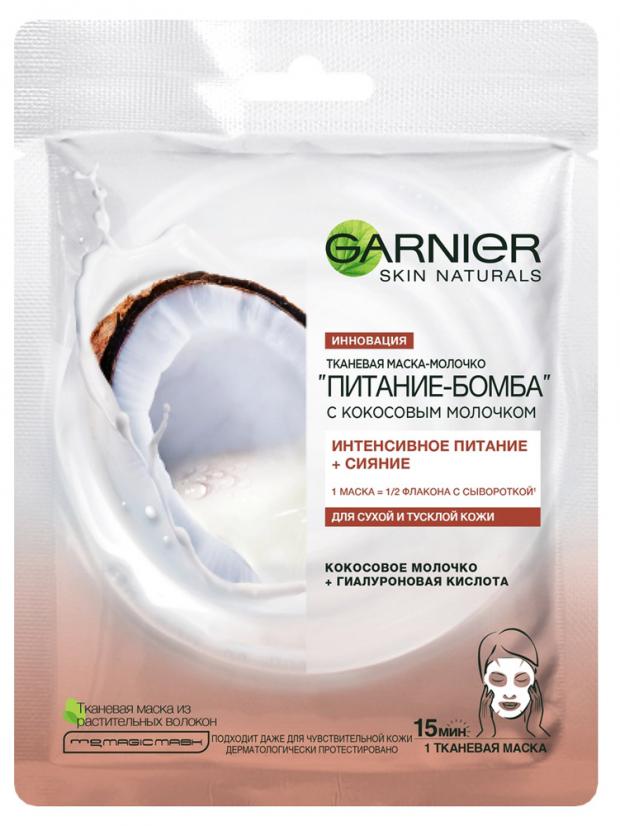 GARNIER
SKIN NATURALS
ИННОВАЦИЯ
ТКАНЕВАЯ МАСКА-МОЛОЧКО
"ПИТАНИЕ-БОМБА"
С КОКОСОВЫМ МОЛОЧКОМ
ИНТЕНСИВНОЕ ПИТАНИЕ
+ СИЯНИЕ
1 МАСКА = 1/2 ФЛАКОНА С СЫВОРОТКОЙ¹
ДЛЯ СУХОЙ И ТУСКЛОЙ КОЖИ
КОКОСОВОЕ МОЛОЧКО
+ ГИАЛУРОНОВАЯ КИСЛОТА
Тканевая маска из
растительных волокон
MAGIC MASK
ПОДХОДИТ ДАЖЕ ДЛЯ ЧУВСТВИТЕЛЬНОЙ КОЖИ
ДЕРМАТОЛОГИЧЕСКИ ПРОТЕСТИРОВАНО
15 МИН
1 ТКАНЕВАЯ МАСКА